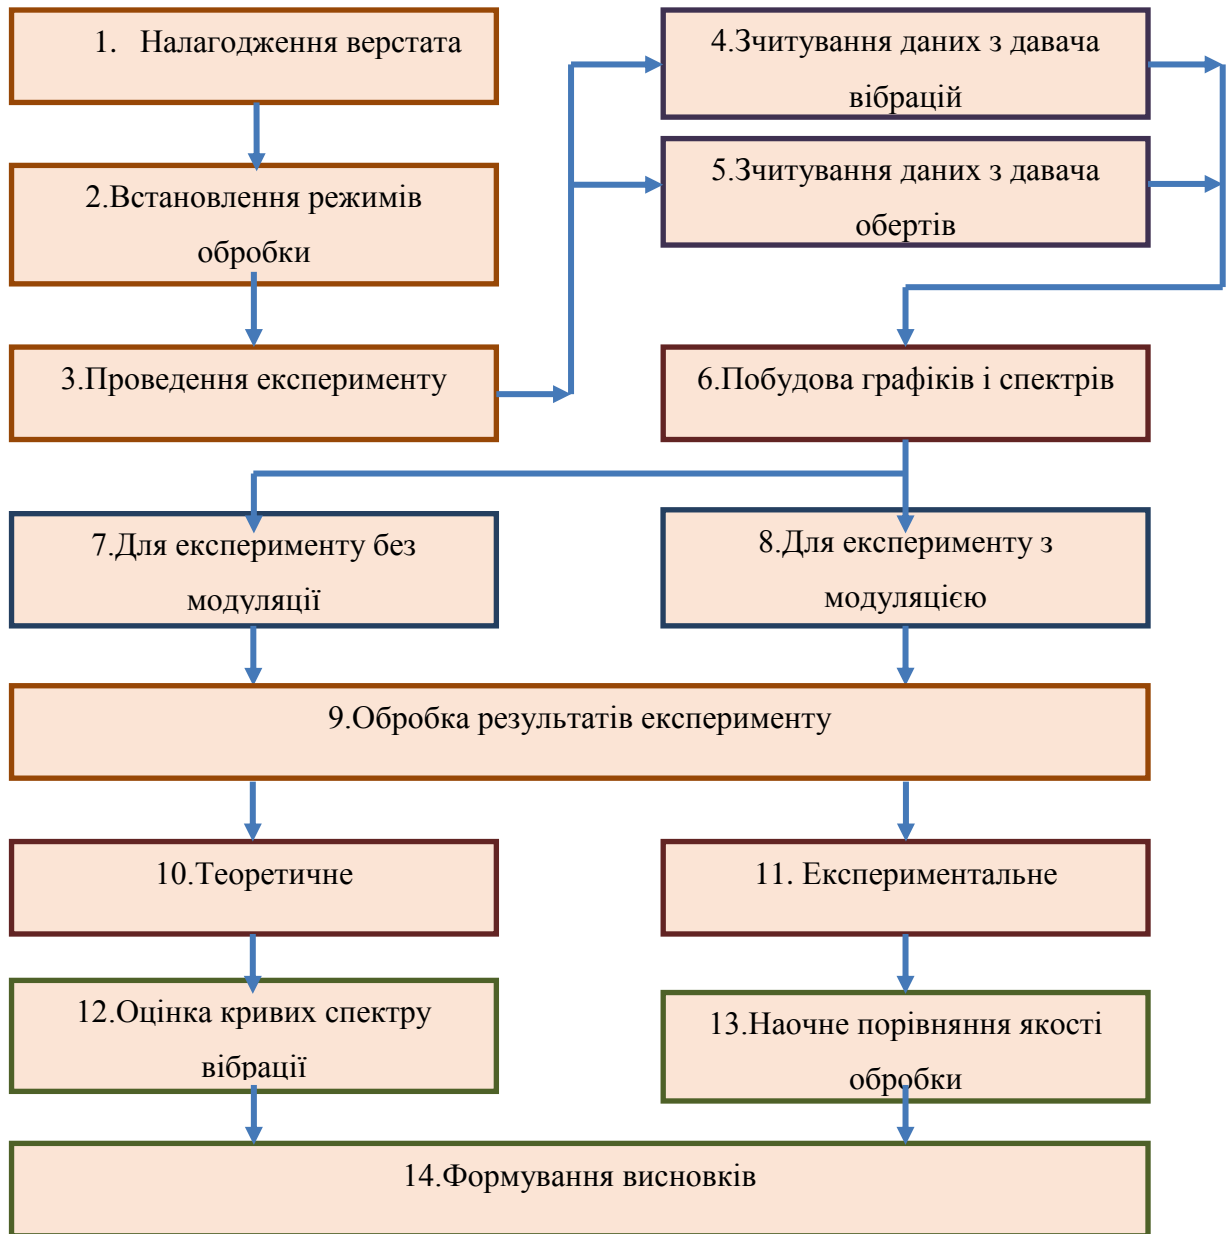 1. Налагодження верстата
2.Встановлення режимів
обробки
3.Проведення експерименту
4.Зчитування даних з давача
вібрацій
5.Зчитування даних з давача
обертів
6.Побудова графіків і спектрів
7.Для експерименту без
модуляції
8.Для експерименту з
модуляцією
9.Обробка результатів експерименту
10.Теоретичне
11. Експериментальне
12.Оцінка кривих спектру
вібрації
13.Наочне порівняння якості
обробки
14.Формування висновків